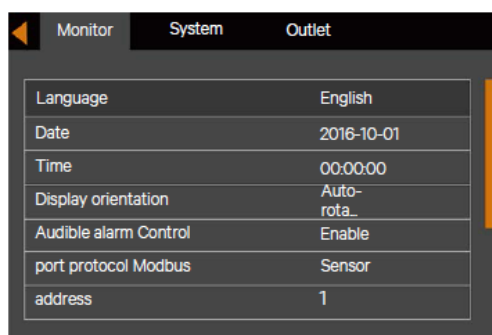 Monitor System Outlet
Language English
Date 2016-10-01
Time 00:00:00
Display orientation Auto-
rota...
Audible alarm Control Enable
port protocol Modbus Sensor
address 1